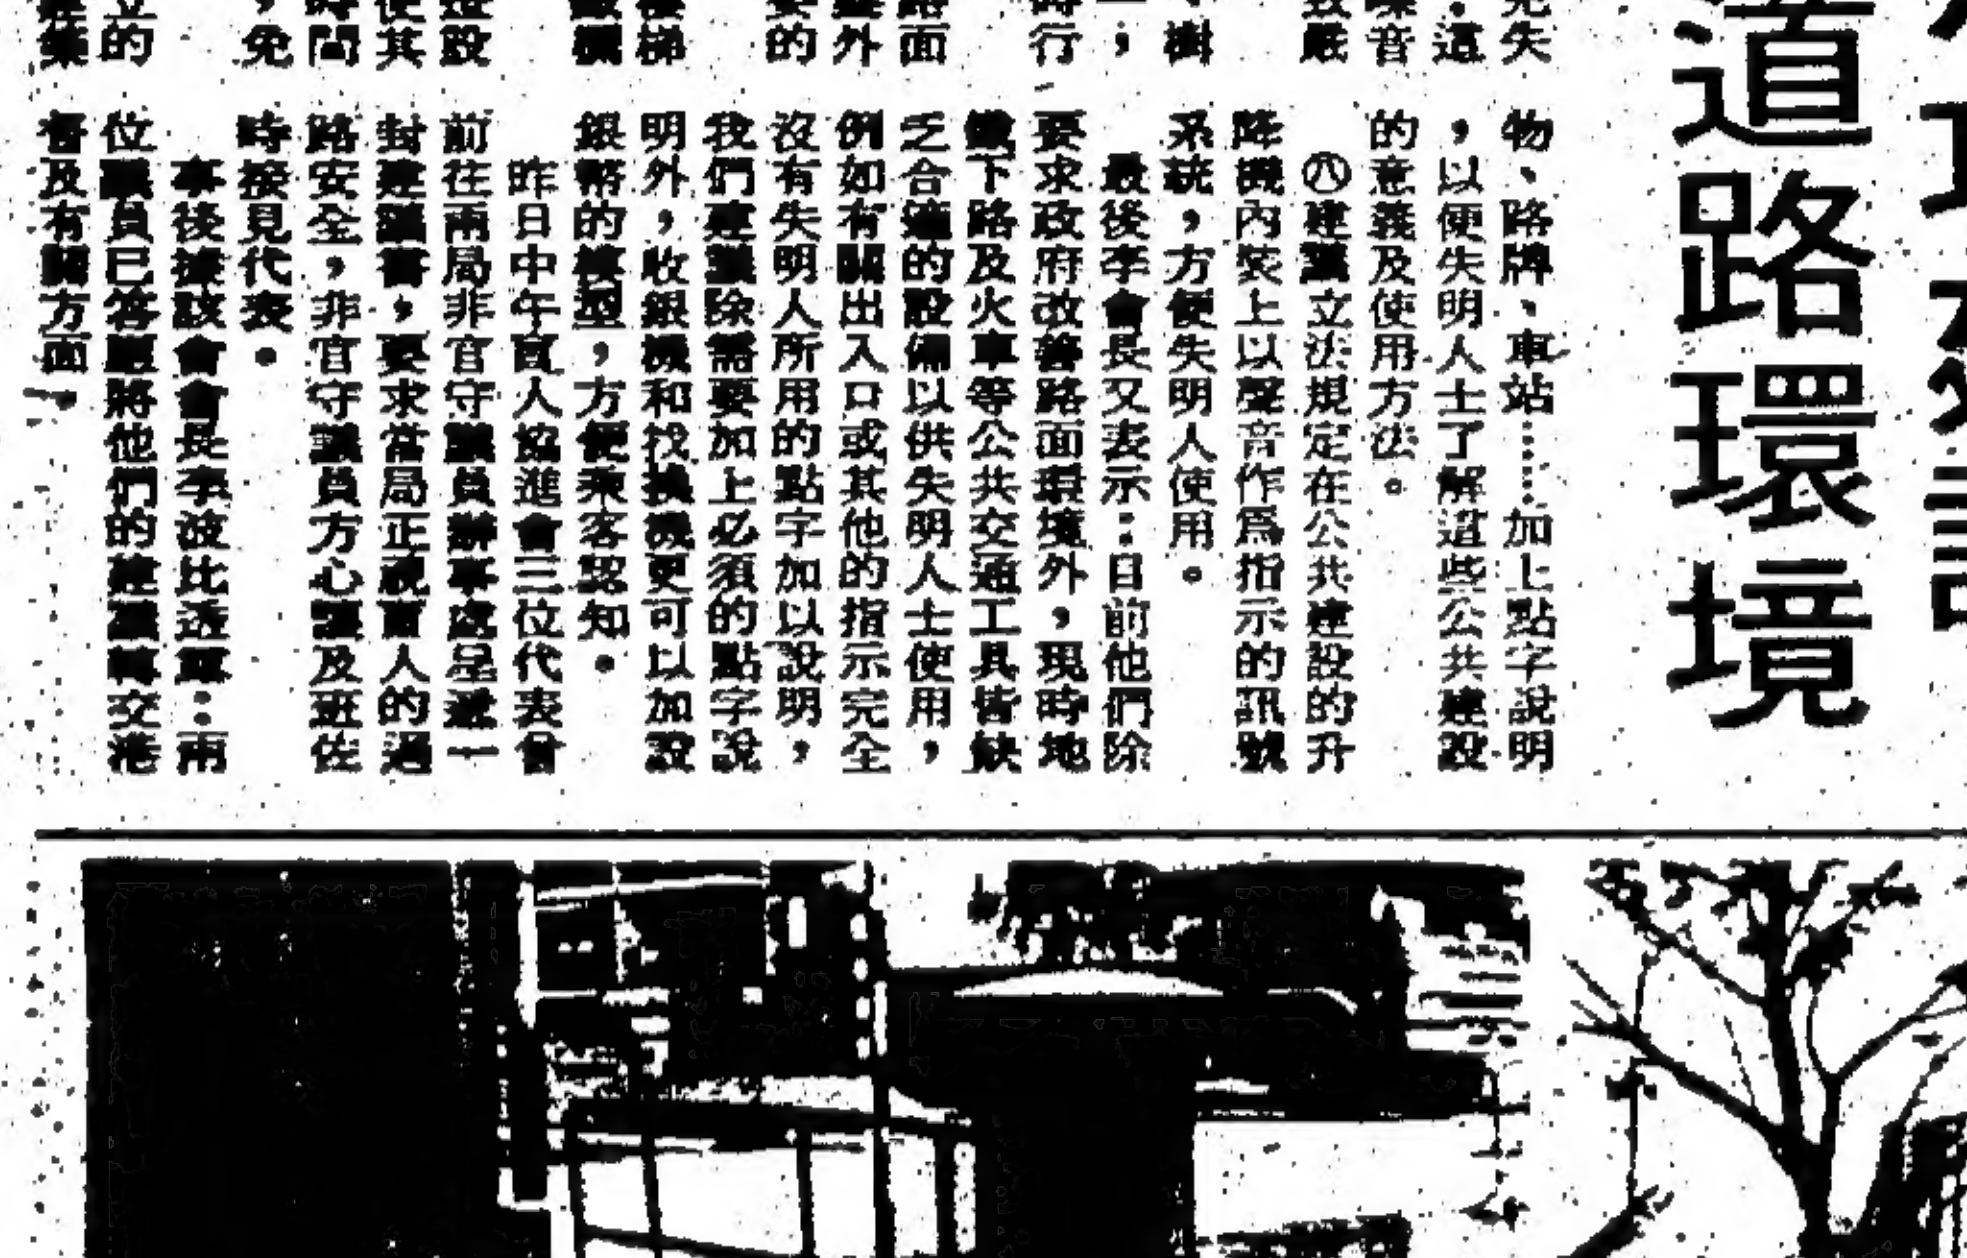 道路環境
物、路牌、車站……加上點字說明
，以便失明人士了解這些公共建設
的意義及使用方法。
㈧建議立法規定在公共建設的升
降機內裝上以聲音作爲指示的訊號
系統，方便失明人使用。
最後李會長又表示：目前他們除
要求政府改善路面環境外，現時地
鐵下路及火車等公共交通工具皆缺
乏合適的設備以供失明人士使用，
例如有關出入口或其他的指示完全
沒有失明人所用的點字加以說明，
我們建議除需要加上必須的點字說
明外，收銀機和找換機更可以加設
銀幣的模型，方便乘客認知。
昨日中午盲人協進會三位代表曾
前往兩局非官守議員辦事處呈遞一
封建議書，要求當局正視盲人的過
路安全，非官守議員方心讓及班佐
時接見代表。
事後據該會會長李波比透露：兩
位議員已答應將他們的建議轉交港
督及有關方面。